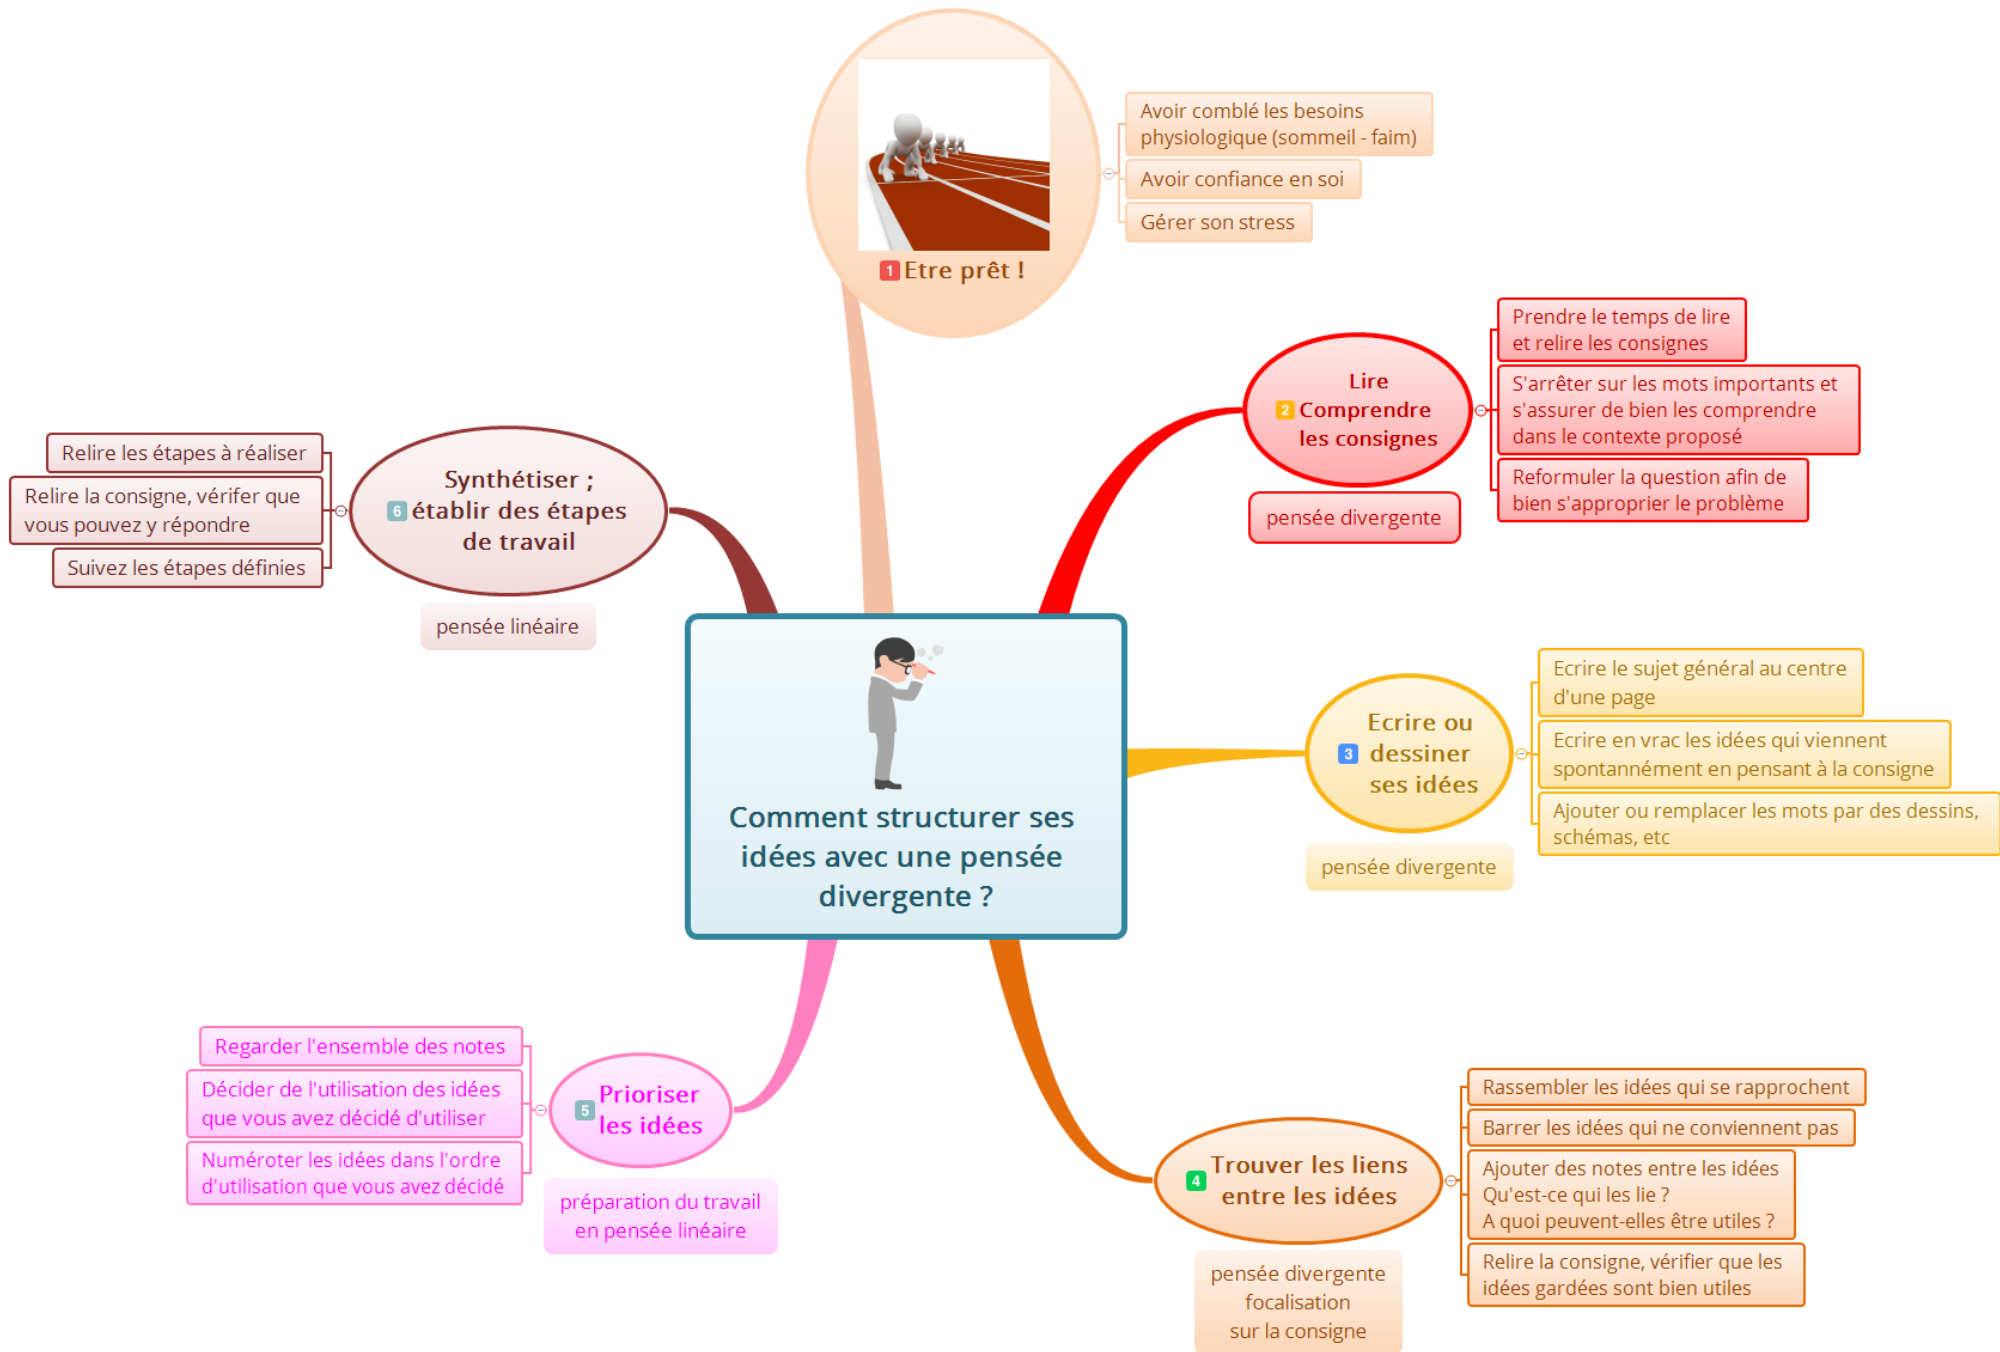 Comment structurer ses
idées avec une pensée
divergente ?
1 Etre prêt !
Avoir comblé les besoins
physiologique (sommeil - faim)
Avoir confiance en soi
Gérer son stress
Lire
2 Comprendre
les consignes
pensée divergente
Prendre le temps de lire
et relire les consignes
S'arrêter sur les mots importants et
s'assurer de bien les comprendre
dans le contexte proposé
Reformuler la question afin de
bien s'approprier le problème
Ecrire ou
3 dessiner
ses idées
pensée divergente
Ecrire le sujet général au centre
d'une page
Ecrire en vrac les idées qui viennent
spontannément en pensant à la consigne
Ajouter ou remplacer les mots par des dessins,
schémas, etc
4 Trouver les liens
entre les idées
pensée divergente
focalisation
sur la consigne
Rassembler les idées qui se rapprochent
Barrer les idées qui ne conviennent pas
Ajouter des notes entre les idées
Qu'est-ce qui les lie ?
A quoi peuvent-elles être utiles ?
Relire la consigne, vérifier que les
idées gardées sont bien utiles
5 Prioriser
les idées
préparation du travail
en pensée linéaire
Regarder l'ensemble des notes
Décider de l'utilisation des idées
que vous avez décidé d'utiliser
Numéroter les idées dans l'ordre
d'utilisation que vous avez décidé
Synthétiser ;
6 établir des étapes
de travail
pensée linéaire
Relire les étapes à réaliser
Relire la consigne, vérifer que
vous pouvez y répondre
Suivez les étapes définies